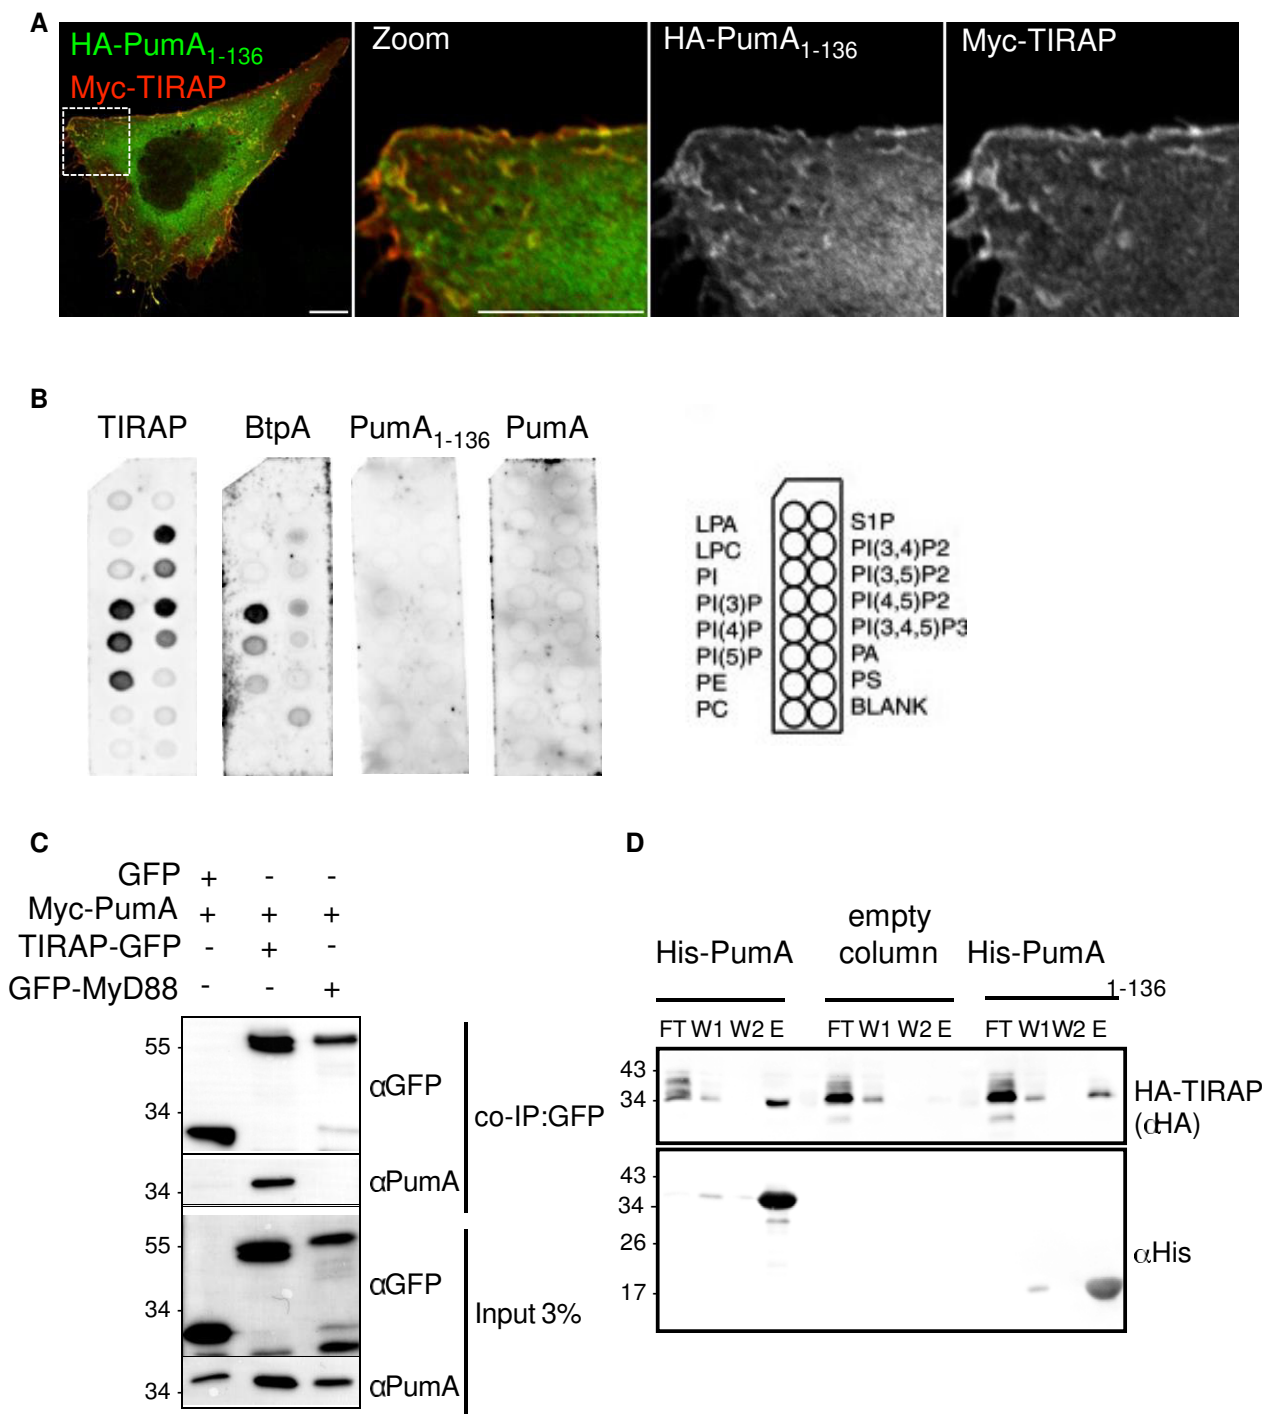 A
HA-PumA1-136
Myc-TIRAP
Zoom
HA-PumA1-136
Myc-TIRAP
B
TIRAP
BtpA
PumA1-136
PumA
LPA
LPC
PI
PI(3)P
PI(4)P
PI(5)P
PE
PC
S1P
PI(3,4)P2
PI(3,5)P2
PI(4,5)P2
PI(3,4,5)P3
PA
PS
BLANK
C
GFP + - -
Myc-PumA + + +
TIRAP-GFP - + -
GFP-MyD88 - - +
55
34
αGFP
34
αPumA
co-IP:GFP
55
34
αGFP
34
αPumA
Input 3%
D
His-PumA
empty
column
His-PumA
1-136
FT W1 W2 E
FT W1 W2 E
FT W1 W2 E
43
34
HA-TIRAP
(αHA)
43
34
26
17
αHis